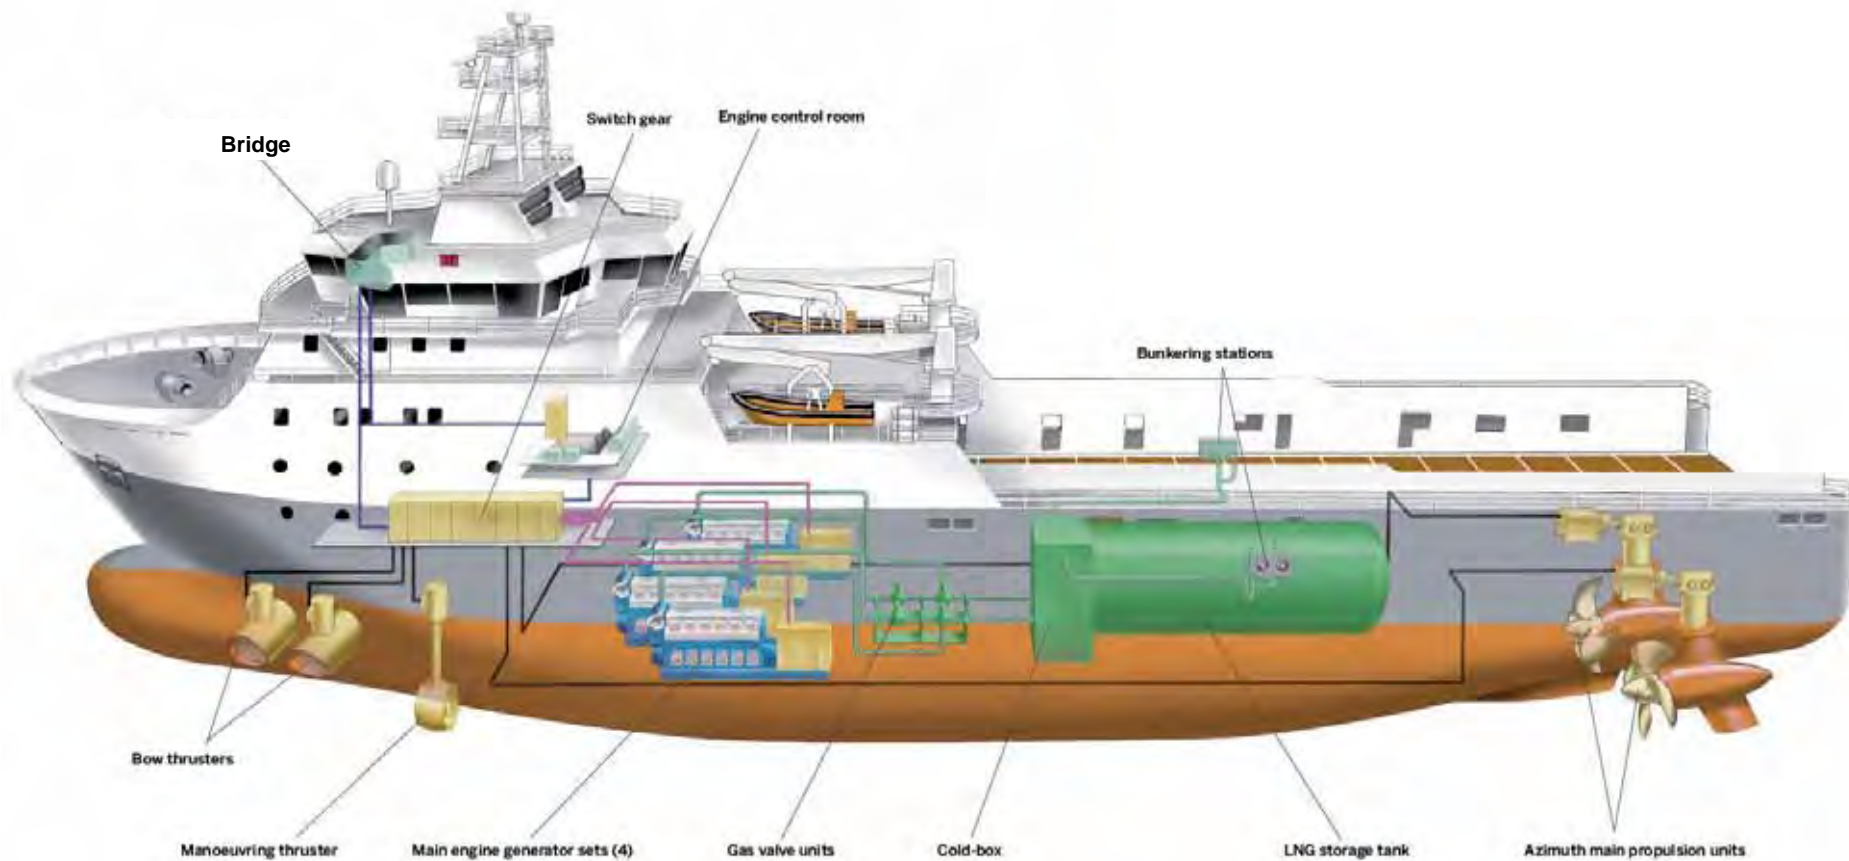 Switch gear
Engine control room
Bridge
Bunkering stations
Bow thrusters
Manoeuvring thruster
Main engine generator sets (4)
Gas valve units
Cold-box
LNG storage tank
Azimuth main propulsion units